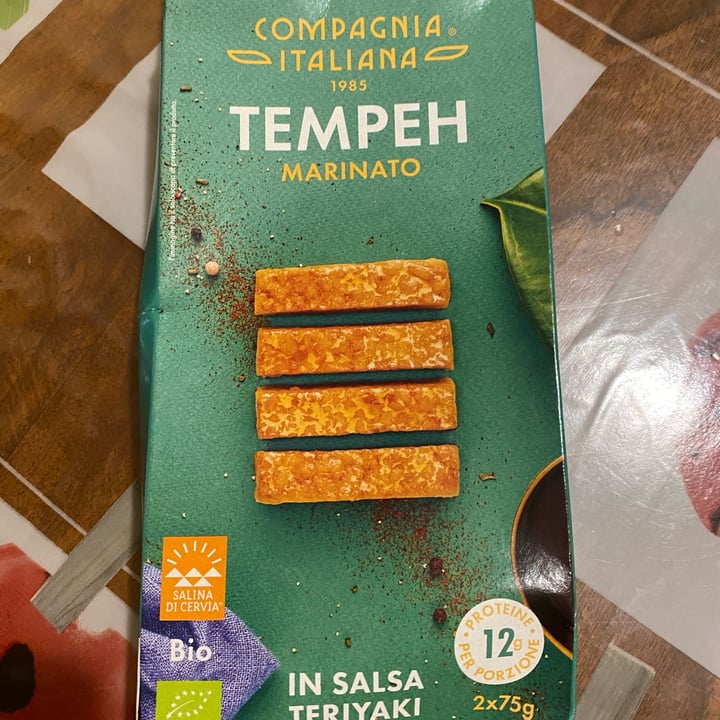 COMPAGNIA®
ITALIANA
1985
TEMPEH
MARINATO
SALINA
DI CERVIA
Bio
PROTEINE
12g
PER PORZIONE
IN SALSA
TERIYAKI
2x75g